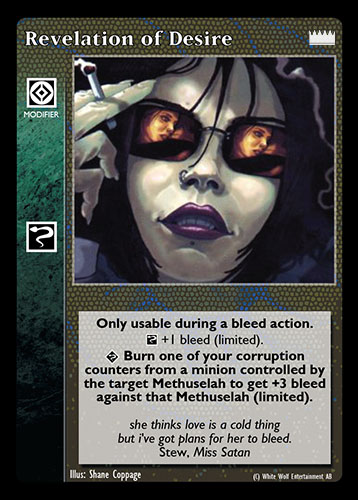 Revelation of Desire
MODIFIER
Only usable during a bleed action.
+1 bleed (limited).
Burn one of your corruption
counters from a minion controlled by
the target Methuselah to get +3 bleed
against that Methuselah (limited).
she thinks love is a cold thing
but i've got plans for her to bleed.
Stew, Miss Satan
Illus: Shane Coppage
(C) White Wolf Entertainment AB